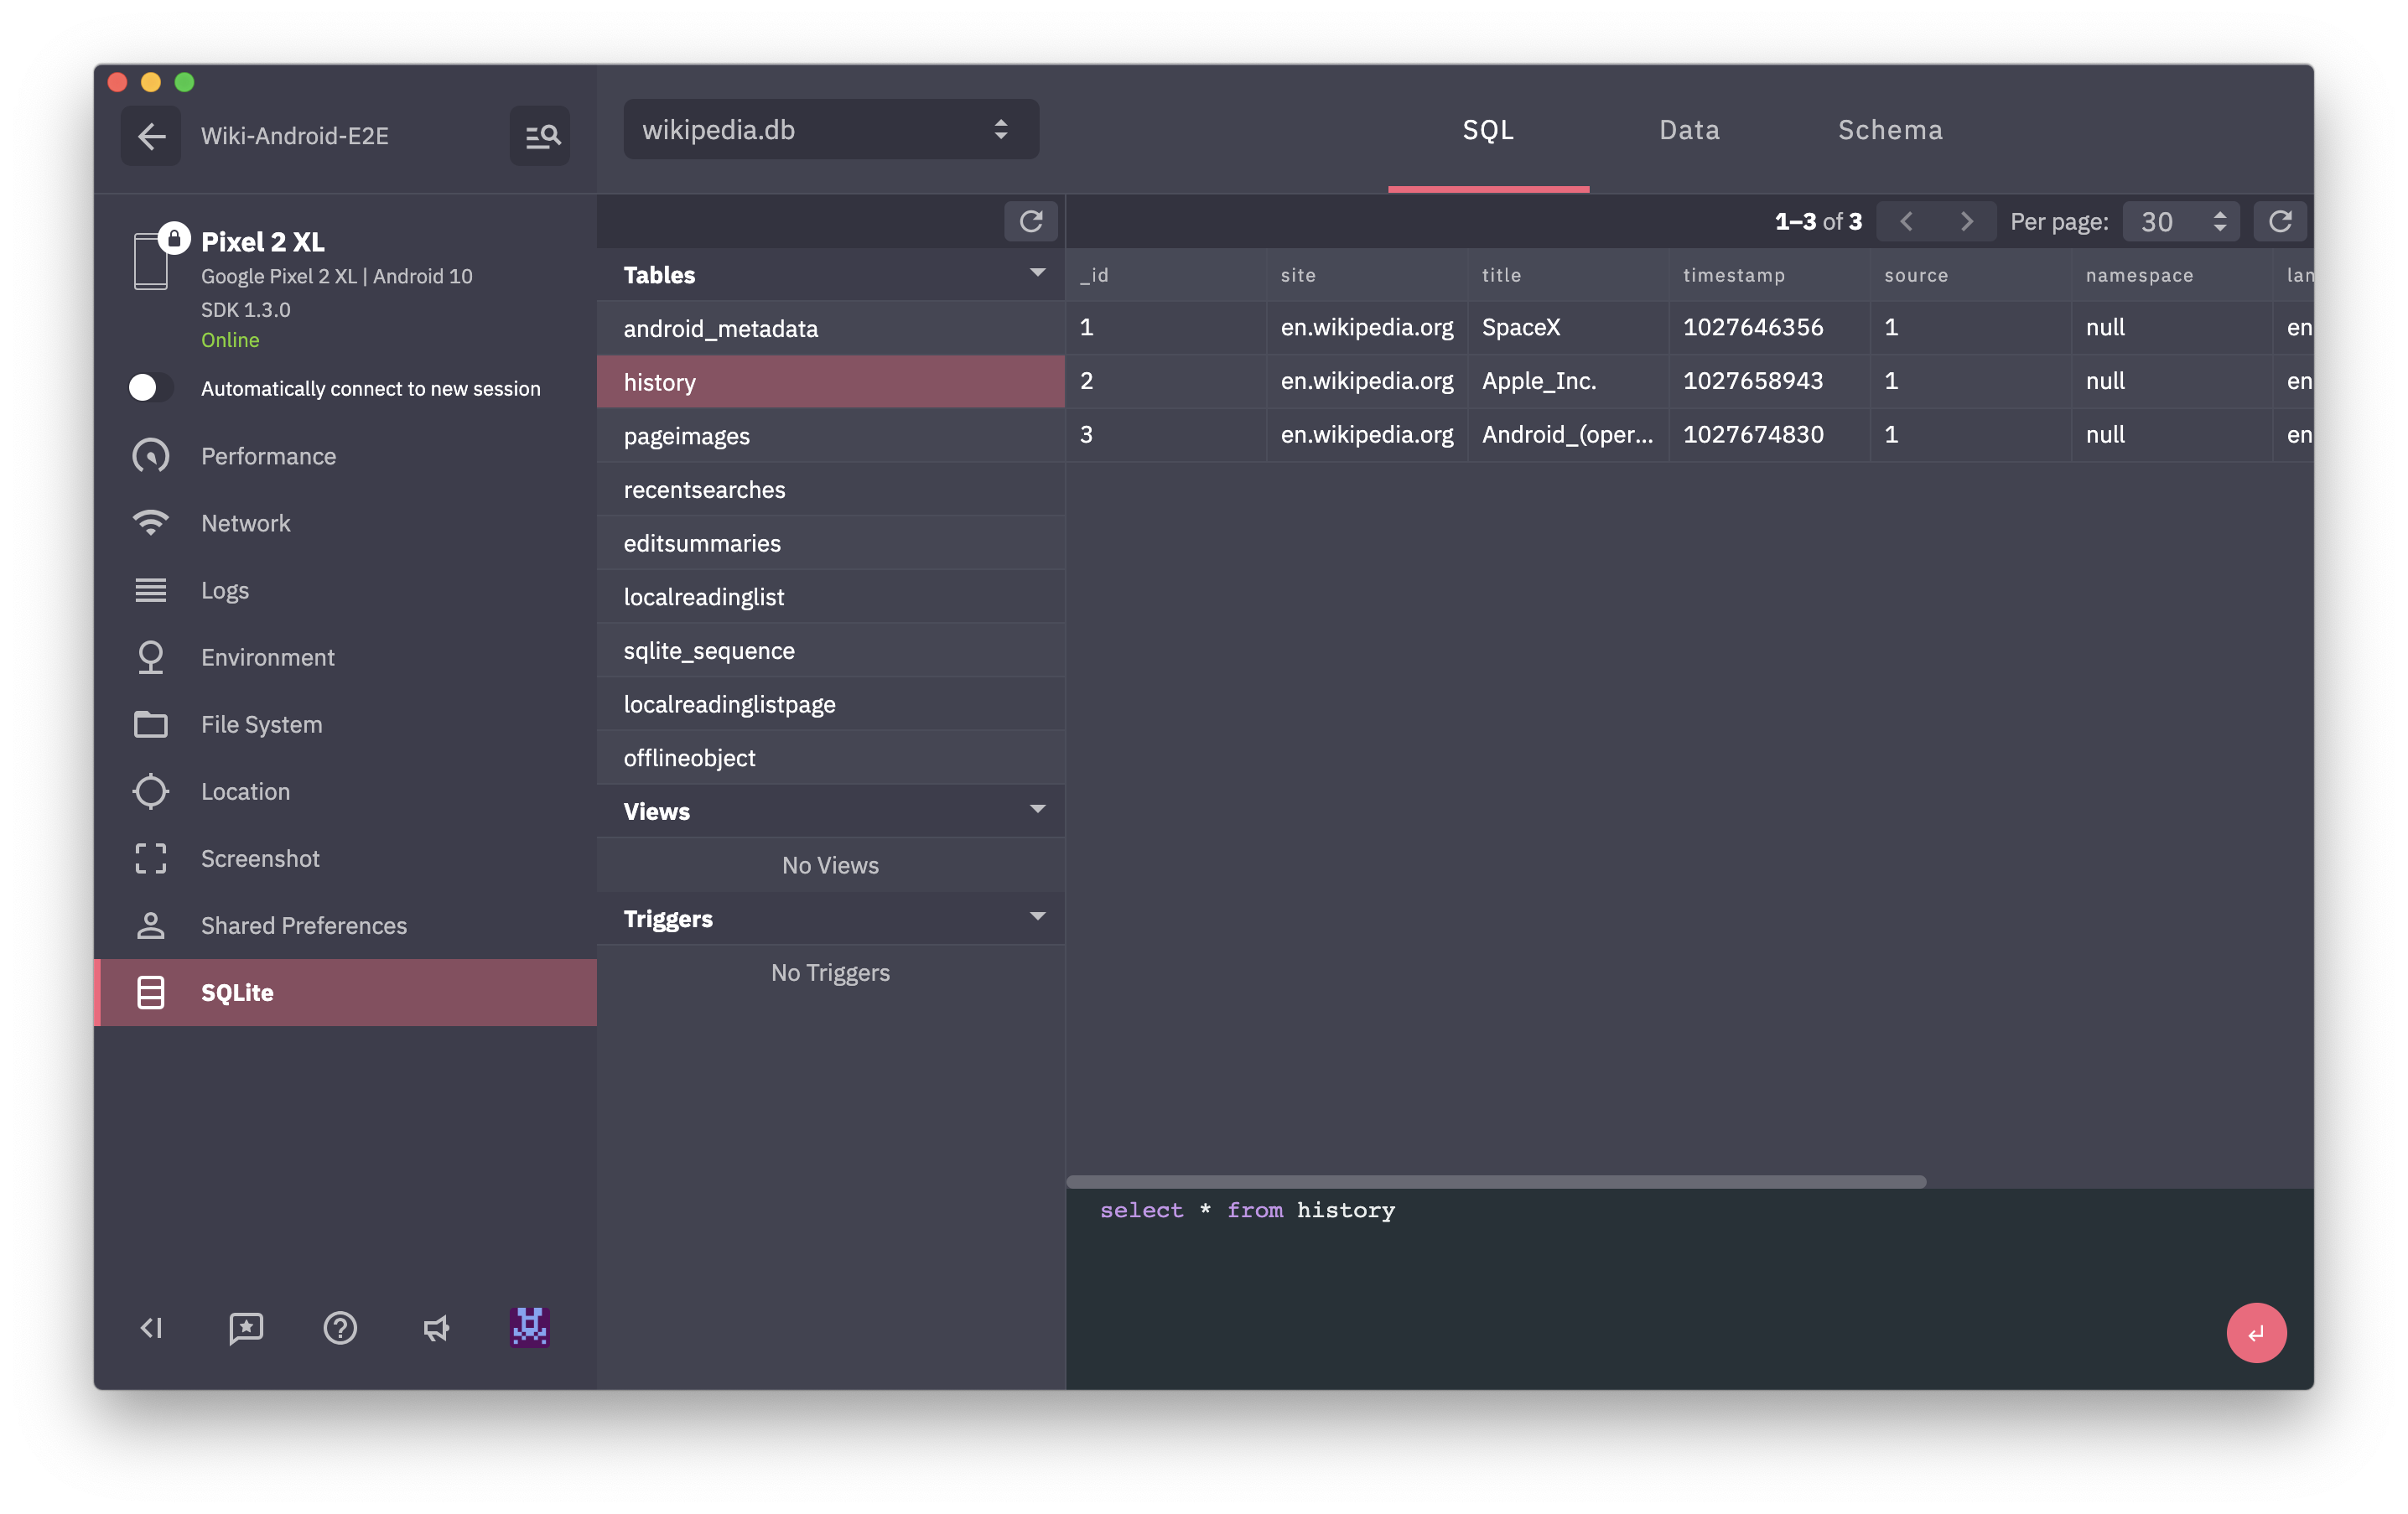 Wiki-Android-E2E
Pixel 2 XL
Google Pixel 2 XL | Android 10
SDK 1.3.0
Online
Automatically connect to new session
Performance
Network
Logs
Environment
File System
Location
Screenshot
Shared Preferences
SQLite
wikipedia.db
SQL Data Schema
Tables
android_metadata
history
pageimages
recentsearches
editsummaries
localreadinglist
sqlite_sequence
localreadinglistpage
offlineobject
Views
No Views
Triggers
No Triggers
1–3 of 3 Per page: 30
_id site title timestamp source namespace lan
1 en.wikipedia.org SpaceX 1027646356 1 null en
2 en.wikipedia.org Apple_Inc. 1027658943 1 null en
3 en.wikipedia.org Android_(oper... 1027674830 1 null en
select * from history